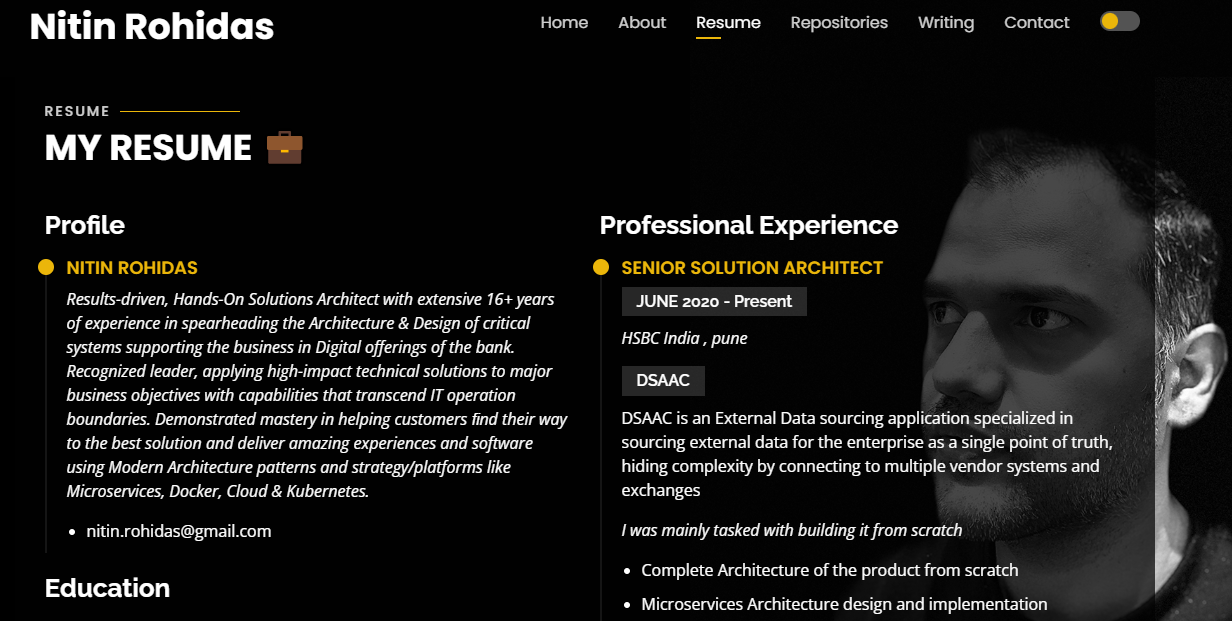 Nitin Rohidas
Home About Resume Repositories Writing Contact
RESUME
MY RESUME
Profile
NITIN ROHIDAS
Results-driven, Hands-On Solutions Architect with extensive 16+ years
of experience in spearheading the Architecture & Design of critical
systems supporting the business in Digital offerings of the bank.
Recognized leader, applying high-impact technical solutions to major
business objectives with capabilities that transcend IT operation
boundaries. Demonstrated mastery in helping customers find their way
to the best solution and deliver amazing experiences and software
using Modern Architecture patterns and strategy/platforms like
Microservices, Docker, Cloud & Kubernetes.
• nitin.rohidas@gmail.com
Education
Professional Experience
SENIOR SOLUTION ARCHITECT
JUNE 2020 - Present
HSBC India , pune
DSAAC
DSAAC is an External Data sourcing application specialized in
sourcing external data for the enterprise as a single point of truth,
hiding complexity by connecting to multiple vendor systems and
exchanges
I was mainly tasked with building it from scratch
• Complete Architecture of the product from scratch
• Microservices Architecture design and implementation